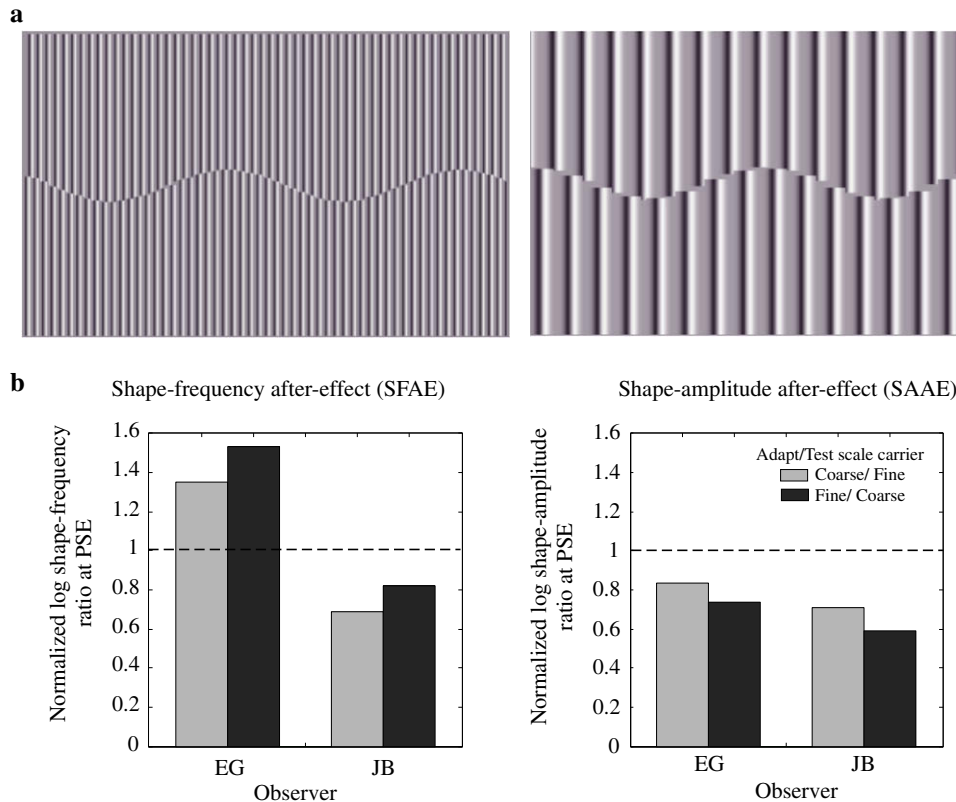 a
b
Shape-frequency after-effect (SFAE)
Normalized log shape-frequency
ratio at PSE
1.6
1.4
1.2
1
0.8
0.6
0.4
0.2
0
EG
JB
Observer
Shape-amplitude after-effect (SAAE)
Normalized log shape-amplitude
ratio at PSE
1.6
1.4
1.2
1
0.8
0.6
0.4
0.2
0
Adapt/Test scale carrier
Coarse/ Fine
Fine/ Coarse
EG
JB
Observer